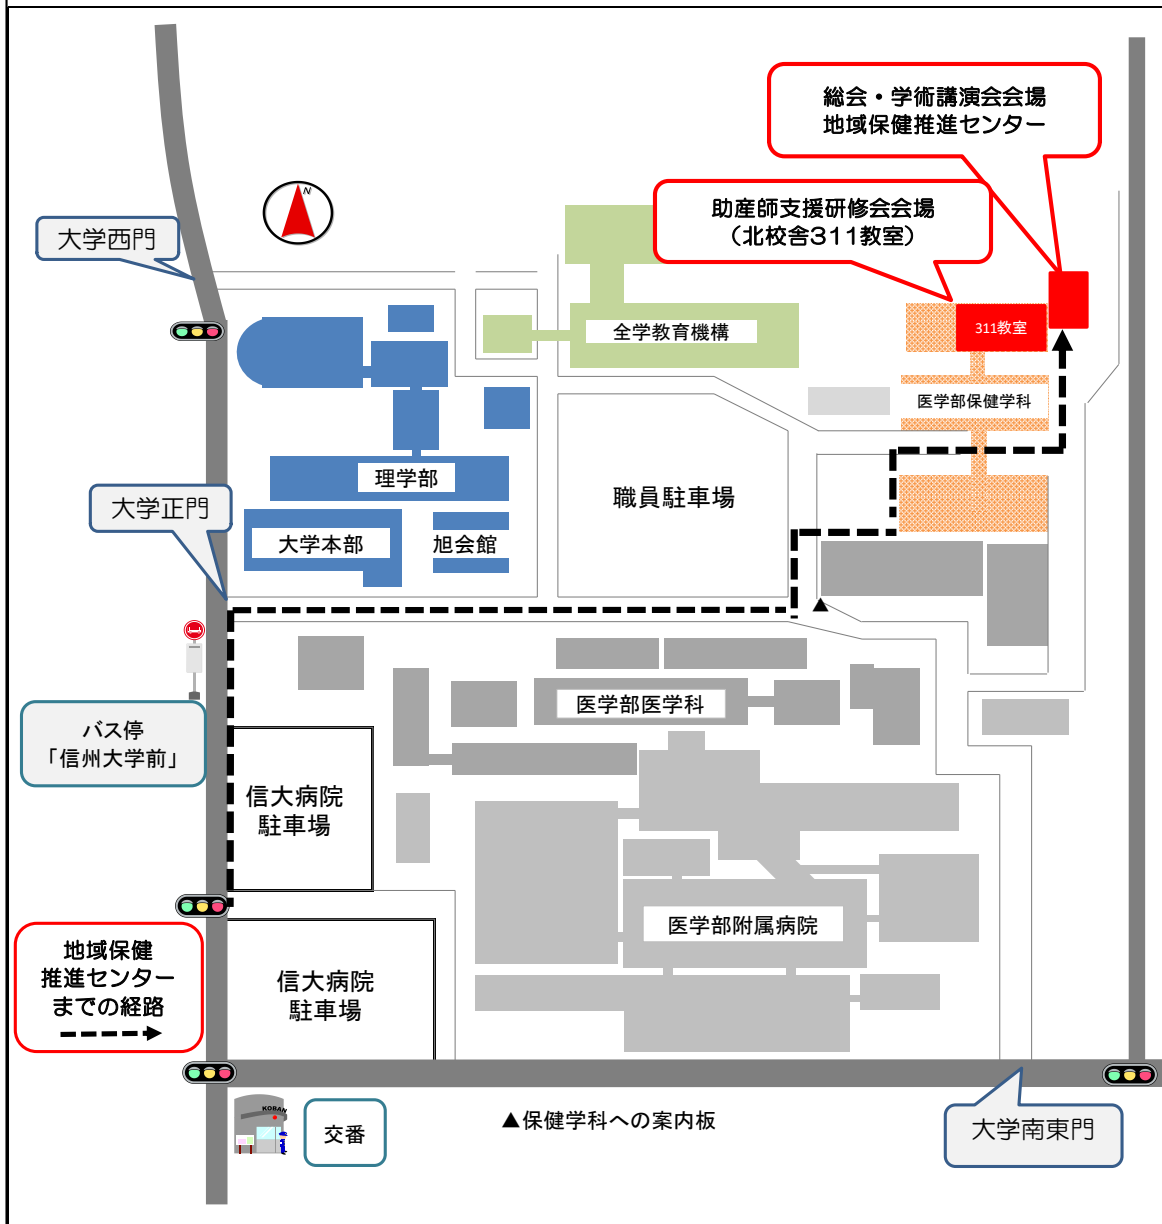 総会・学術講演会会場
地域保健推進センター
N
助産師支援研修会会場
（北校舎311教室）
大学西門
全学教育機構
311教室
医学部保健学科
理学部
職員駐車場
大学正門
大学本部
旭会館
医学部医学科
バス停
「信州大学前」
信大病院
駐車場
医学部附属病院
地域保健
推進センター
までの経路
信大病院
駐車場
KOBAN
交番
▲保健学科への案内板
大学南東門